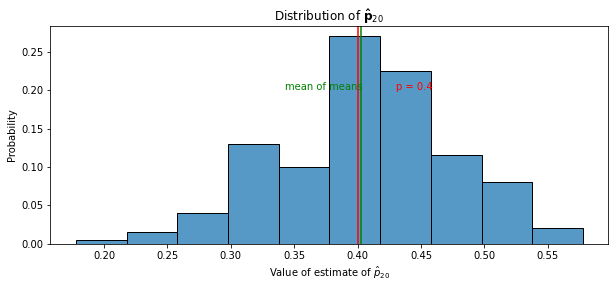 Distribution of p̂₂₀
Probability
0.25
0.20
0.15
0.10
0.05
0.00
mean of means
p = 0.4
0.20 0.25 0.30 0.35 0.40 0.45 0.50 0.55
Value of estimate of p̂₂₀